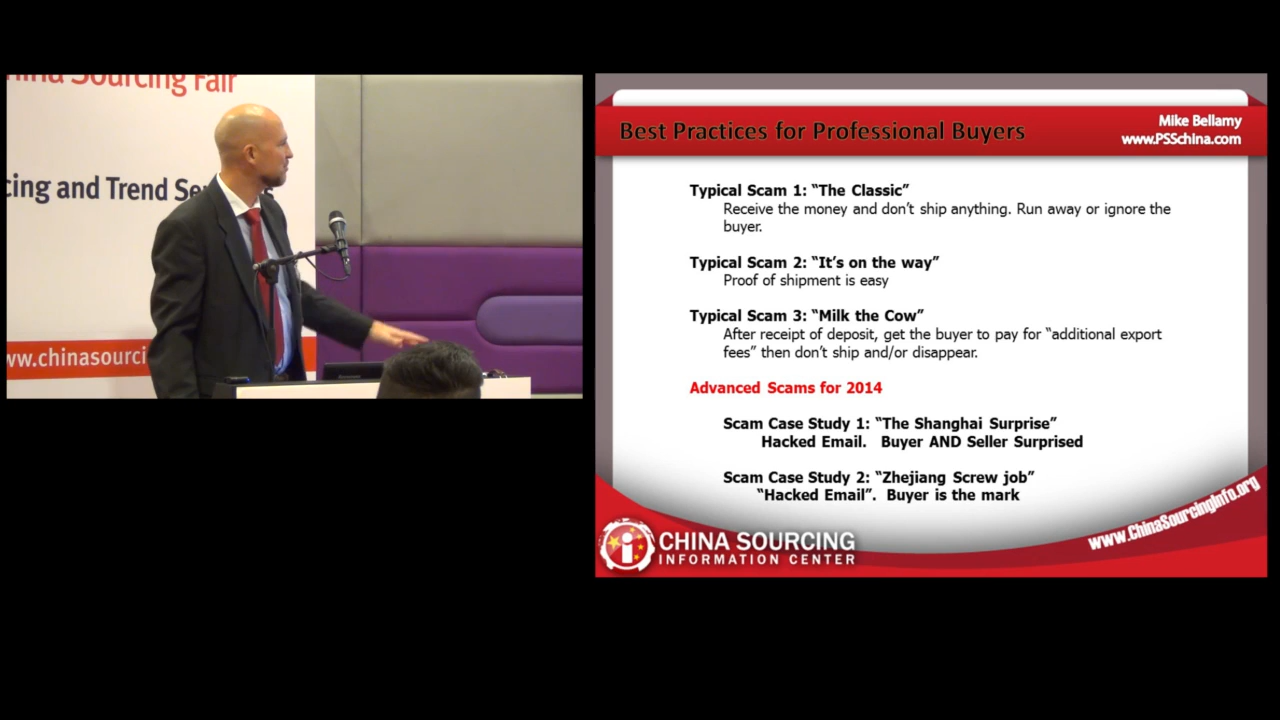 China Sourcing Fair
cing and Trend Se
ww.chinasourci
Best Practices for Professional Buyers
Mike Bellamy
www.PSSchina.com
Typical Scam 1: “The Classic”
Receive the money and don’t ship anything. Run away or ignore the
buyer.
Typical Scam 2: “It’s on the way”
Proof of shipment is easy
Typical Scam 3: “Milk the Cow”
After receipt of deposit, get the buyer to pay for “additional export
fees” then don’t ship and/or disappear.
Advanced Scams for 2014
Scam Case Study 1: “The Shanghai Surprise”
Hacked Email. Buyer AND Seller Surprised
Scam Case Study 2: “Zhejiang Screw job”
“Hacked Email”. Buyer is the mark
CHINA SOURCING
INFORMATION CENTER
www.ChinaSourcingInfo.org